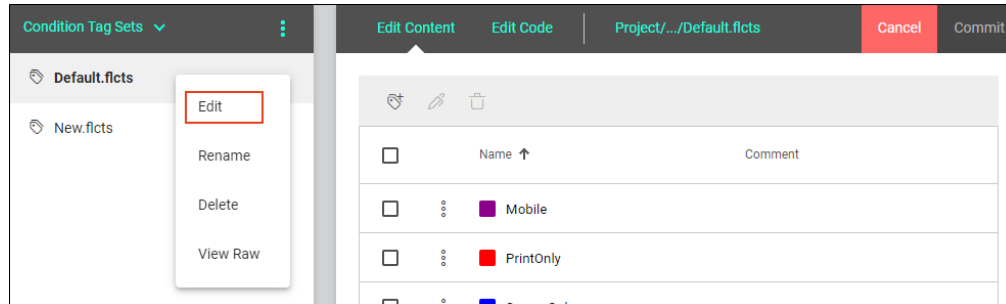 Condition Tag Sets
Edit Content Edit Code Project/.../Default.flcts Cancel Commit
Default.flcts
New.flcts
Edit
Rename
Delete
View Raw
Name Comment
Mobile
PrintOnly